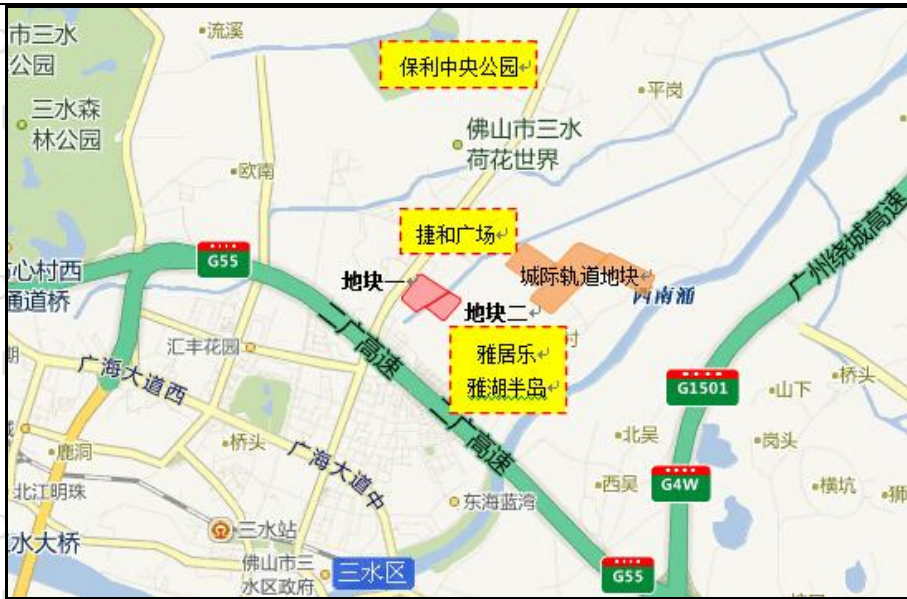 市三水
公园
流溪
保利中央公园
平岗
三水森
林公园
佛山市三水
荷花世界
欧南
捷和广场
G55
心村西
通道桥
地块一
城际轨道地块
西南涌
广州绕城高速
地块二
村
二广高速
汇丰花园
雅居乐
雅湖半岛
期
广海大道西
G1501
山下
桥头
二广高速
桥头
广海大道中
北吴
岗头
鹿洞
北江明珠
西吴
G4W
横坑
狮
东海蓝湾
三水站
水大桥
佛山市三
水区政府
三水区
G55